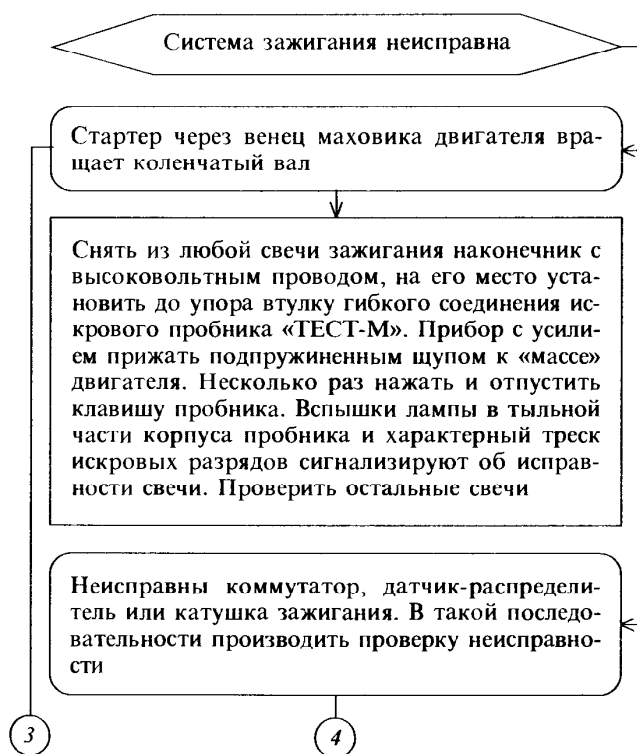 Система зажигания неисправна
Стартер через венец маховика двигателя вра-
щает коленчатый вал
Снять из любой свечи зажигания наконечник с
высоковольтным проводом, на его место уста-
новить до упора втулку гибкого соединения ис-
крового пробника «ТЕСТ-М». Прибор с усили-
ем прижать подпружиненным щупом к «массе»
двигателя. Несколько раз нажать и отпустить
клавишу пробника. Вспышки лампы в тыльной
части корпуса пробника и характерный треск
искровых разрядов сигнализируют об исправ-
ности свечи. Проверить остальные свечи
Неисправны коммутатор, датчик-распредели-
тель или катушка зажигания. В такой последо-
вательности производить проверку неисправно-
сти
3
4